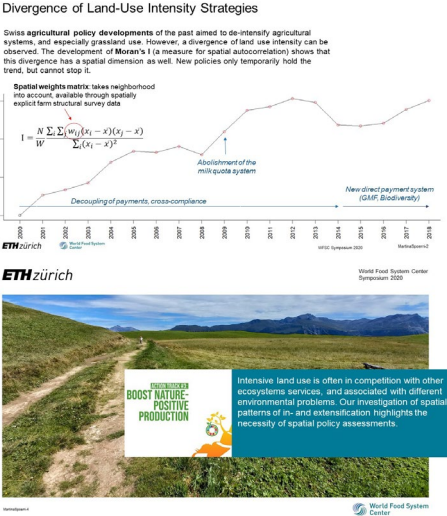 Divergence of Land-Use Intensity Strategies
Swiss agricultural policy developments of the past aimed to de-intensify agricultural
systems, and especially grassland use. However, a divergence of land use intensity can be
observed. The development of Moran's I (a measure for spatial autocorrelation) shows that
this divergence has a spatial dimension as well. New policies only temporarily hold the
trend, but cannot stop it.
Spatial weights matrix: takes neighborhood
into account, available through spatially
explicit farm structural survey data
I = N/W Σᵢ Σⱼ wᵢⱼ(xᵢ − x̄)(xⱼ − x̄) / Σᵢ(xᵢ − x̄)²
Abolishment of the
milk quota system
New direct payment system
(GMF, Biodiversity)
Decoupling of payments, cross-compliance
2000 2001 2002 2003 2004 2005 2006 2007 2008 2009 2010 2011 2012 2013 2014 2015 2016 2017 2018
ETH zürich
World Food System
Center
WFSC Symposium 2020
ETH zürich
World Food System Center
Symposium 2020
ACTION TRACK #3
BOOST NATURE-
POSITIVE
PRODUCTION
Intensive land use is often in competition with other
ecosystems services, and associated with different
environmental problems. Our investigation of spatial
patterns of in- and extensification highlights the
necessity of spatial policy assessments.
World Food System
Center